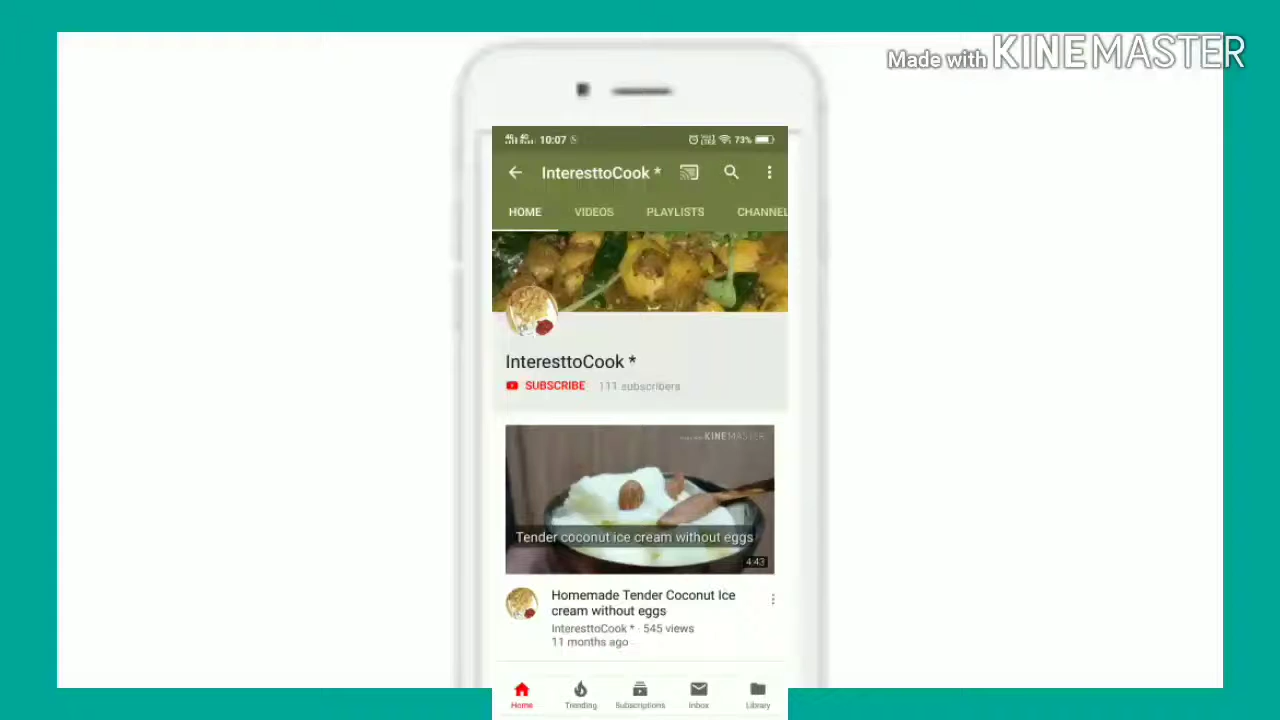 Made with KINEMASTER
10:07
73%
InteresttoCook *
HOME VIDEOS PLAYLISTS CHANNEL
InteresttoCook *
SUBSCRIBE 111 subscribers
KINEMASTER
Tender coconut ice cream without eggs
4:43
Homemade Tender Coconut Ice
cream without eggs
InteresttoCook * · 545 views
11 months ago
Home Trending Subscriptions Inbox Library